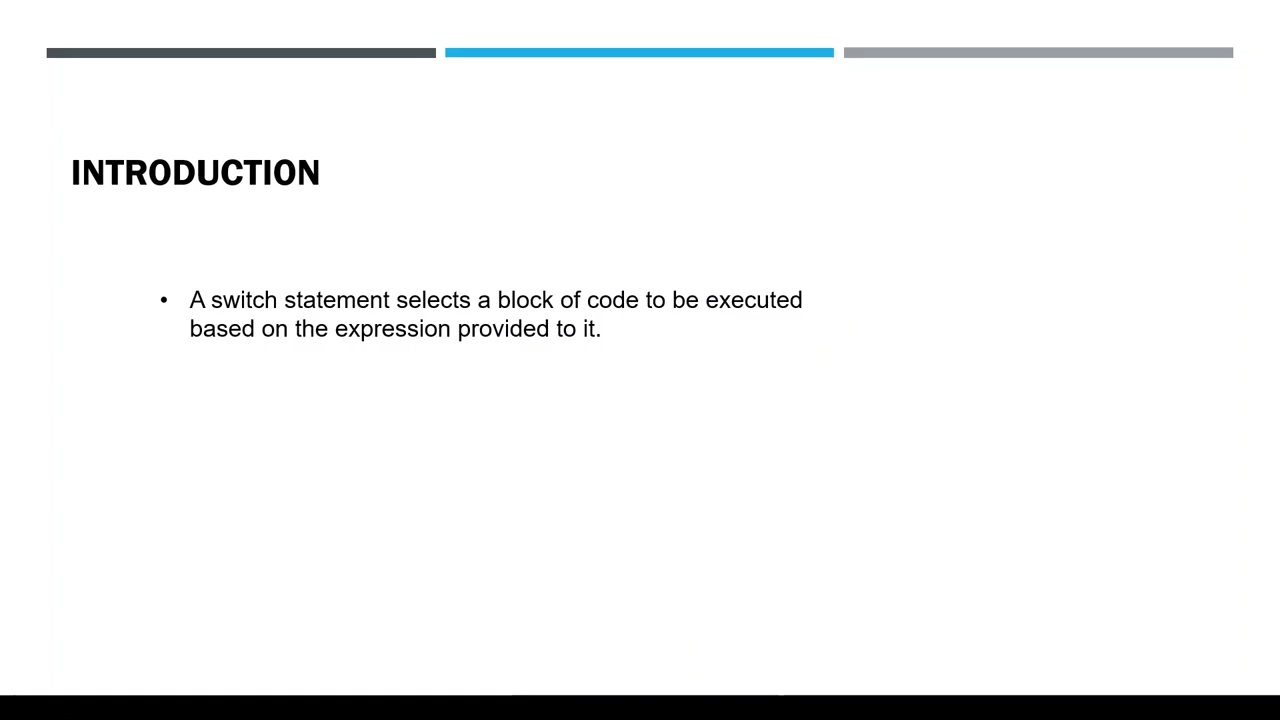 INTRODUCTION
• A switch statement selects a block of code to be executed
based on the expression provided to it.